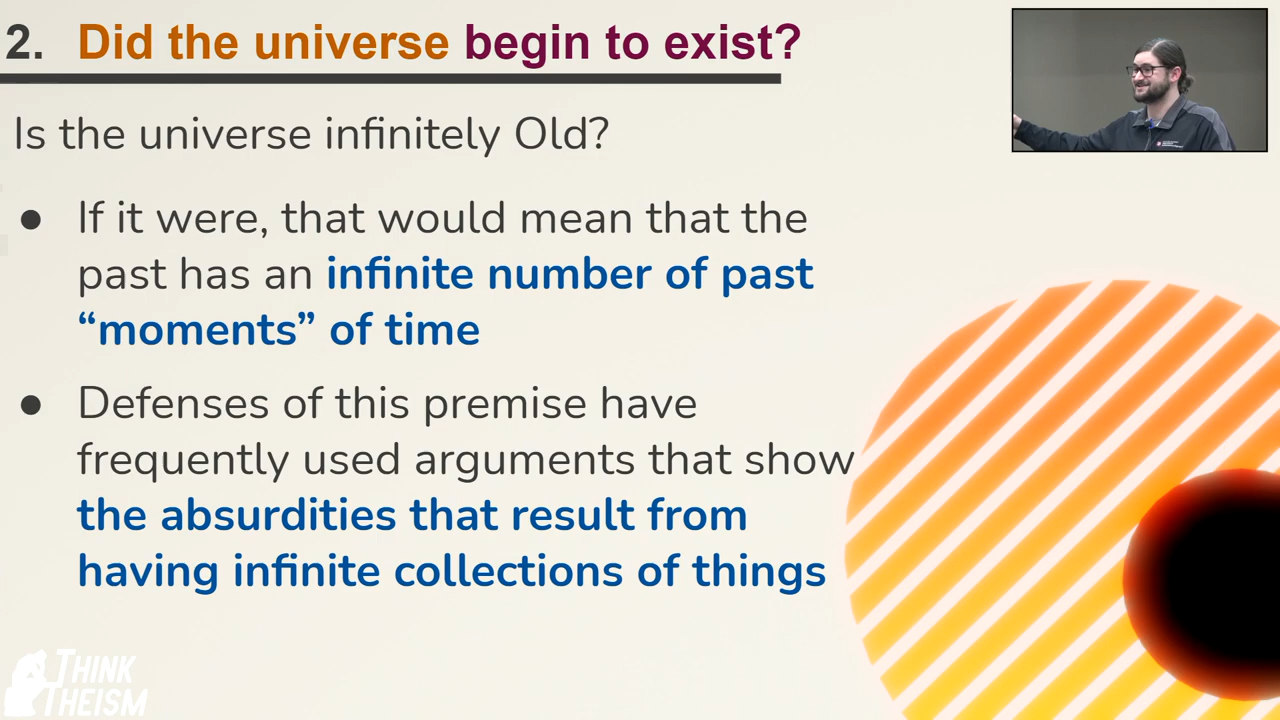 2. Did the universe begin to exist?
Is the universe infinitely Old?
● If it were, that would mean that the
past has an infinite number of past
“moments” of time
● Defenses of this premise have
frequently used arguments that show
the absurdities that result from
having infinite collections of things
THINK
THEISM